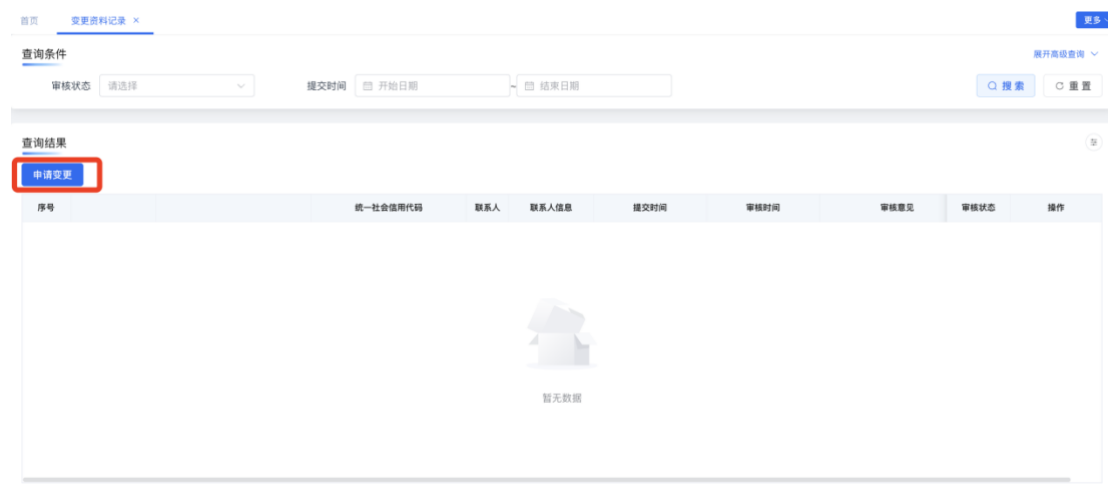 首页 变更资料记录 ×
更多
查询条件
展开高级查询
审核状态 请选择 提交时间 开始日期 ~ 结束日期 搜索 重置
查询结果
申请变更
序号 统一社会信用代码 联系人 联系人信息 提交时间 审核时间 审核意见 审核状态 操作
暂无数据